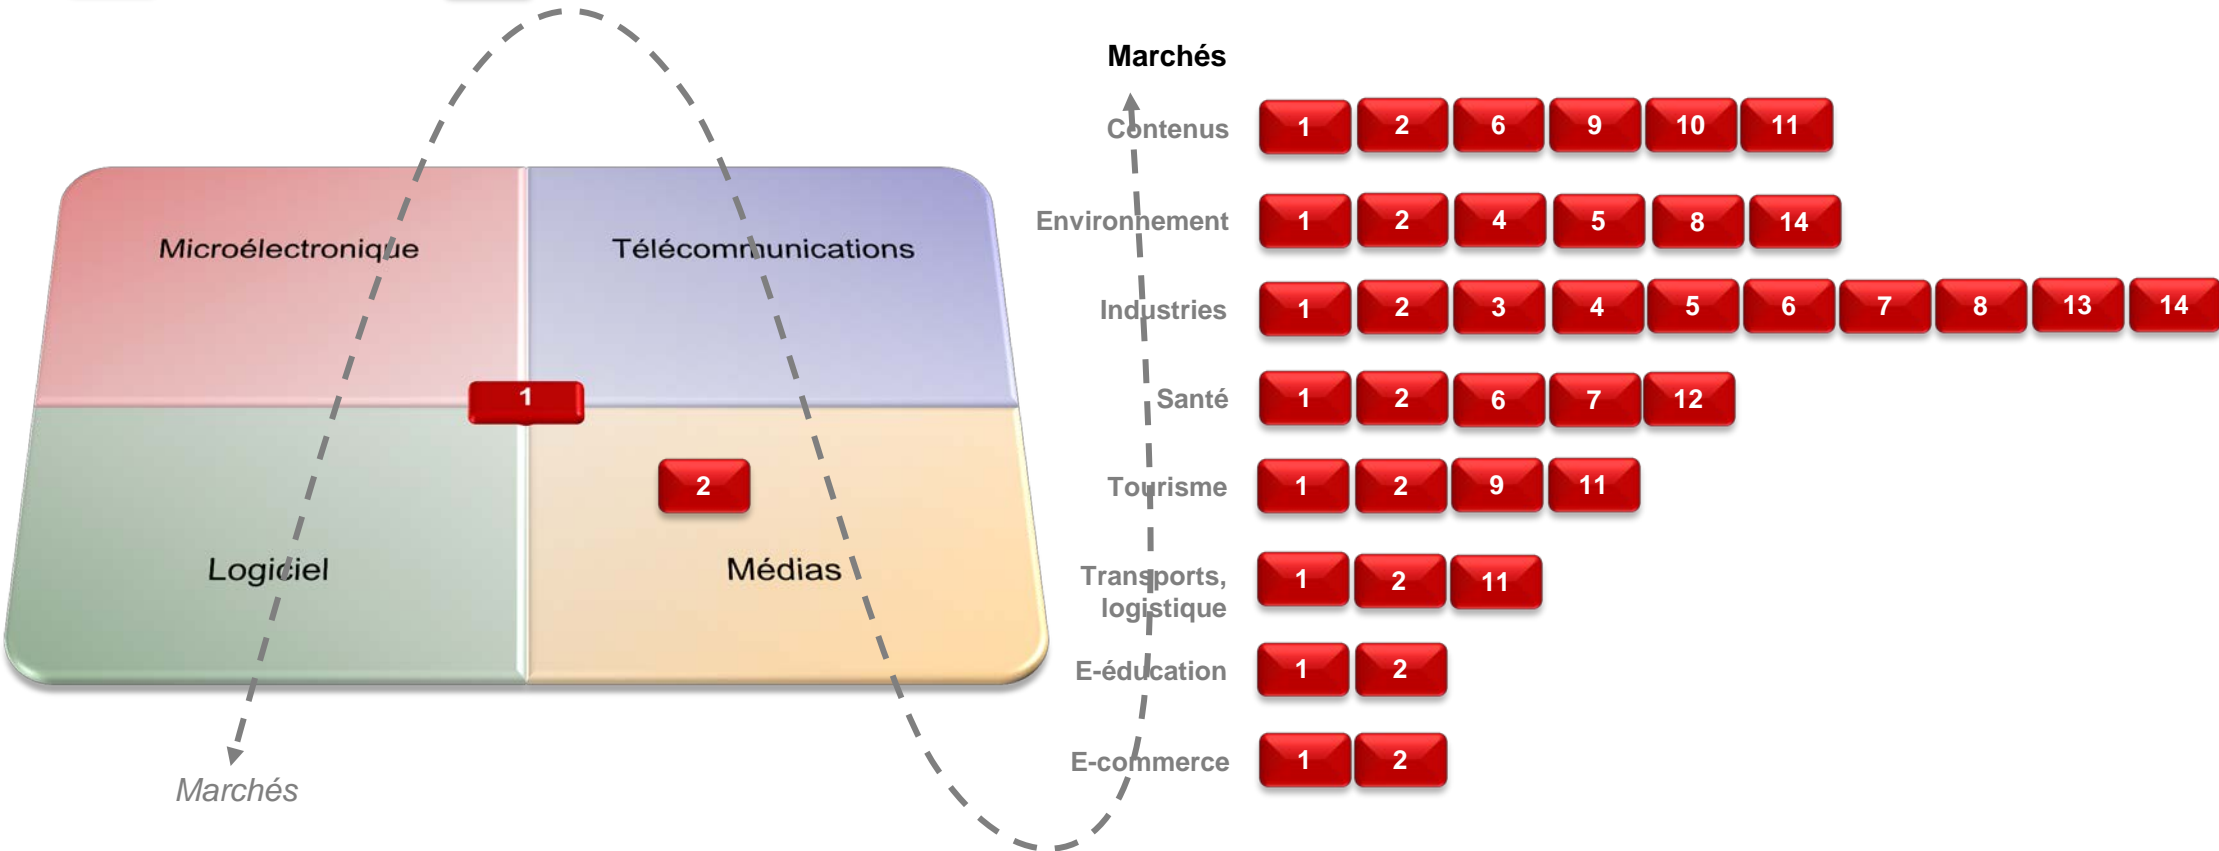 Microélectronique
Télécommunications
1
2
Logiciel
Médias
Marchés
Marchés
Contenus 1 2 6 9 10 11
Environnement 1 2 4 5 8 14
Industries 1 2 3 4 5 6 7 8 13 14
Santé 1 2 6 7 12
Tourisme 1 2 9 11
Transports,
logistique 1 2 11
E-éducation 1 2
E-commerce 1 2